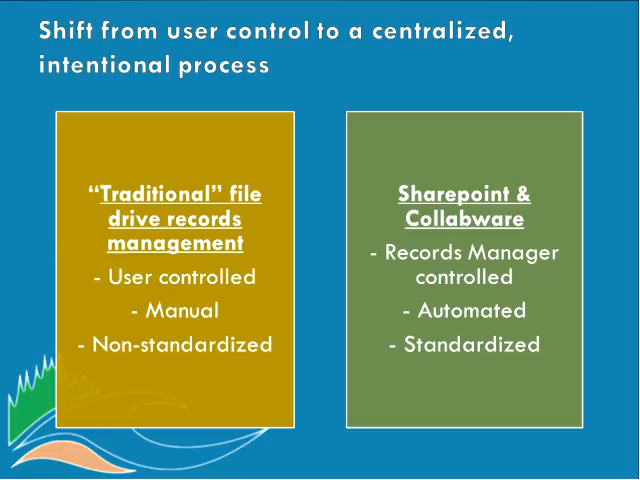 Shift from user control to a centralized,
intentional process
“Traditional” file
drive records
management
- User controlled
- Manual
- Non-standardized
Sharepoint &
Collabware
- Records Manager
controlled
- Automated
- Standardized